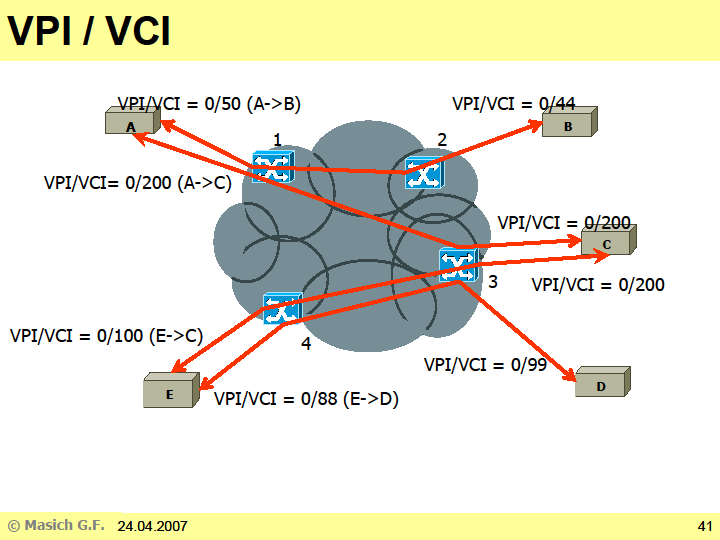 VPI / VCI
VPI/VCI = 0/50 (A->B)
VPI/VCI = 0/44
A
B
1
2
VPI/VCI= 0/200 (A->C)
VPI/VCI = 0/200
C
3
VPI/VCI = 0/200
VPI/VCI = 0/100 (E->C)
4
VPI/VCI = 0/99
D
E
VPI/VCI = 0/88 (E->D)
© Masich G.F. 24.04.2007
41